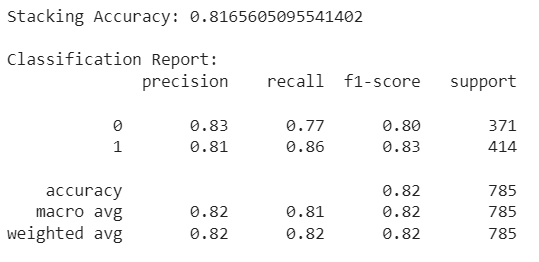 Stacking Accuracy: 0.8165605095541402
Classification Report:
precision recall f1-score support
0 0.83 0.77 0.80 371
1 0.81 0.86 0.83 414
accuracy 0.82 785
macro avg 0.82 0.81 0.82 785
weighted avg 0.82 0.82 0.82 785